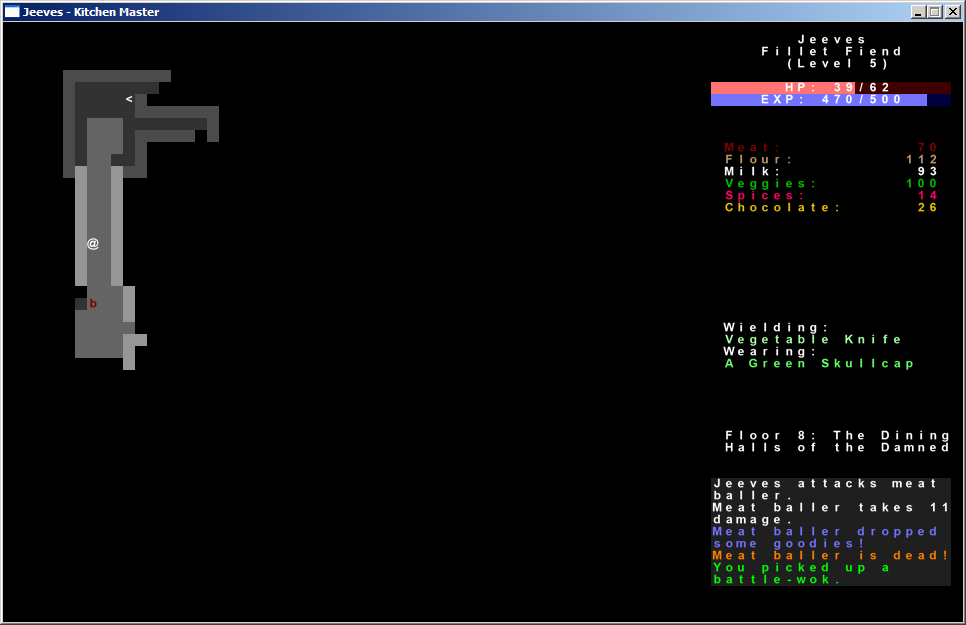 Jeeves - Kitchen Master
Jeeves
Fillet Fiend
(Level 5)
HP: 39/62
EXP: 470/500
<
Meat: 70
Flour: 112
Milk: 93
Veggies: 100
Spices: 14
Chocolate: 26
@
b
Wielding:
Vegetable Knife
Wearing:
A Green Skullcap
Floor 8: The Dining
Halls of the Damned
Jeeves attacks meat
baller.
Meat baller takes 11
damage.
Meat baller dropped
some goodies!
Meat baller is dead!
You picked up a
battle-wok.